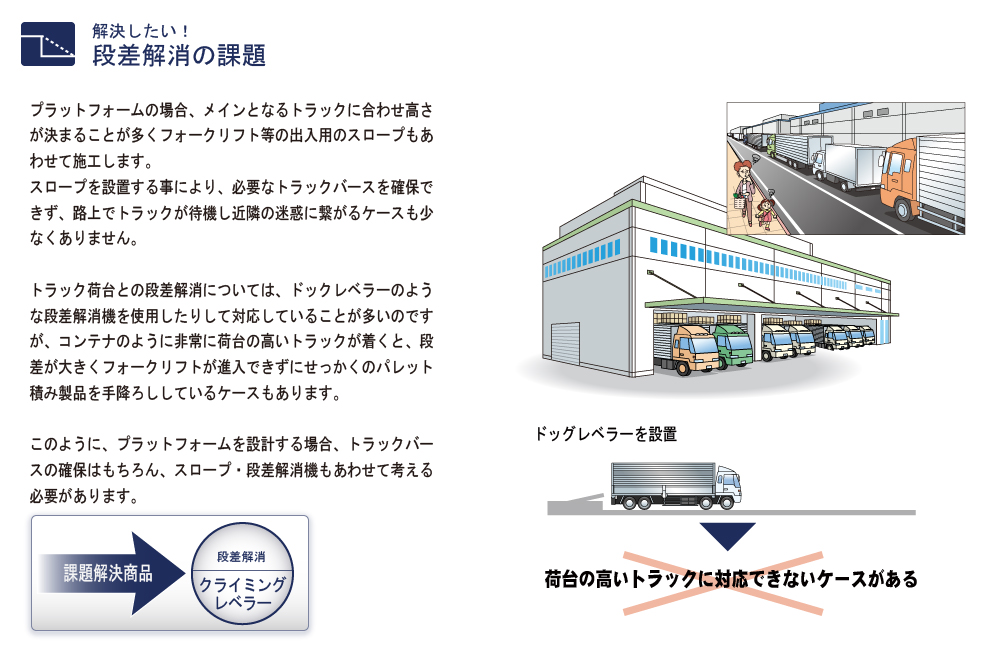 解決したい！
段差解消の課題
プラットフォームの場合、メインとなるトラックに合わせ高さ
が決まることが多くフォークリフト等の出入用のスロープもあ
わせて施工します。
スロープを設置する事により、必要なトラックバースを確保で
きず、路上でトラックが待機し近隣の迷惑に繋がるケースも少
なくありません。
トラック荷台との段差解消については、ドックレベラーのよう
な段差解消機を使用したりして対応していることが多いのです
が、コンテナのように非常に荷台の高いトラックが着くと、段
差が大きくフォークリフトが進入できずにせっかくのパレット
積み製品を手降ろししているケースもあります。
このように、プラットフォームを設計する場合、トラックバー
スの確保はもちろん、スロープ・段差解消機もあわせて考える
必要があります。
課題解決商品
段差解消
クライミング
レベラー
ドッグレベラーを設置
荷台の高いトラックに対応できないケースがある